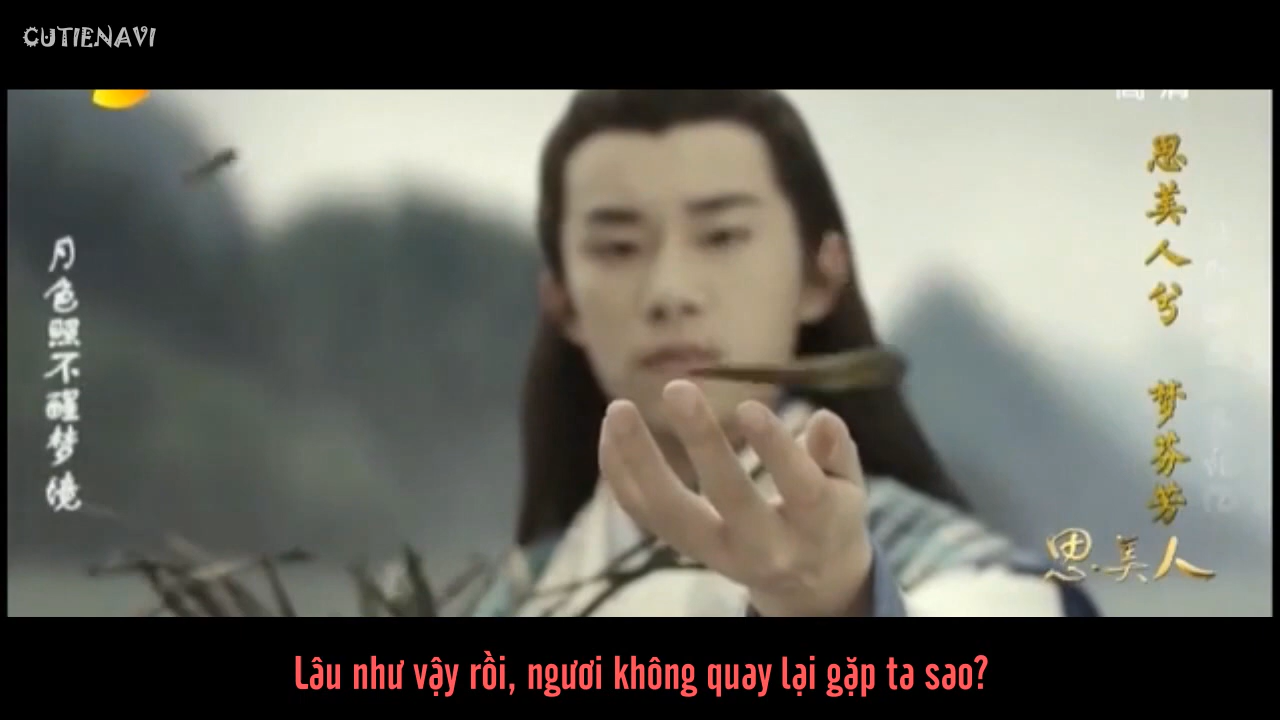 CUTIENAVI
思美人兮 梦芬芳
月色照不醒梦境
思·美人
Lâu như vậy rồi, ngươi không quay lại gặp ta sao?